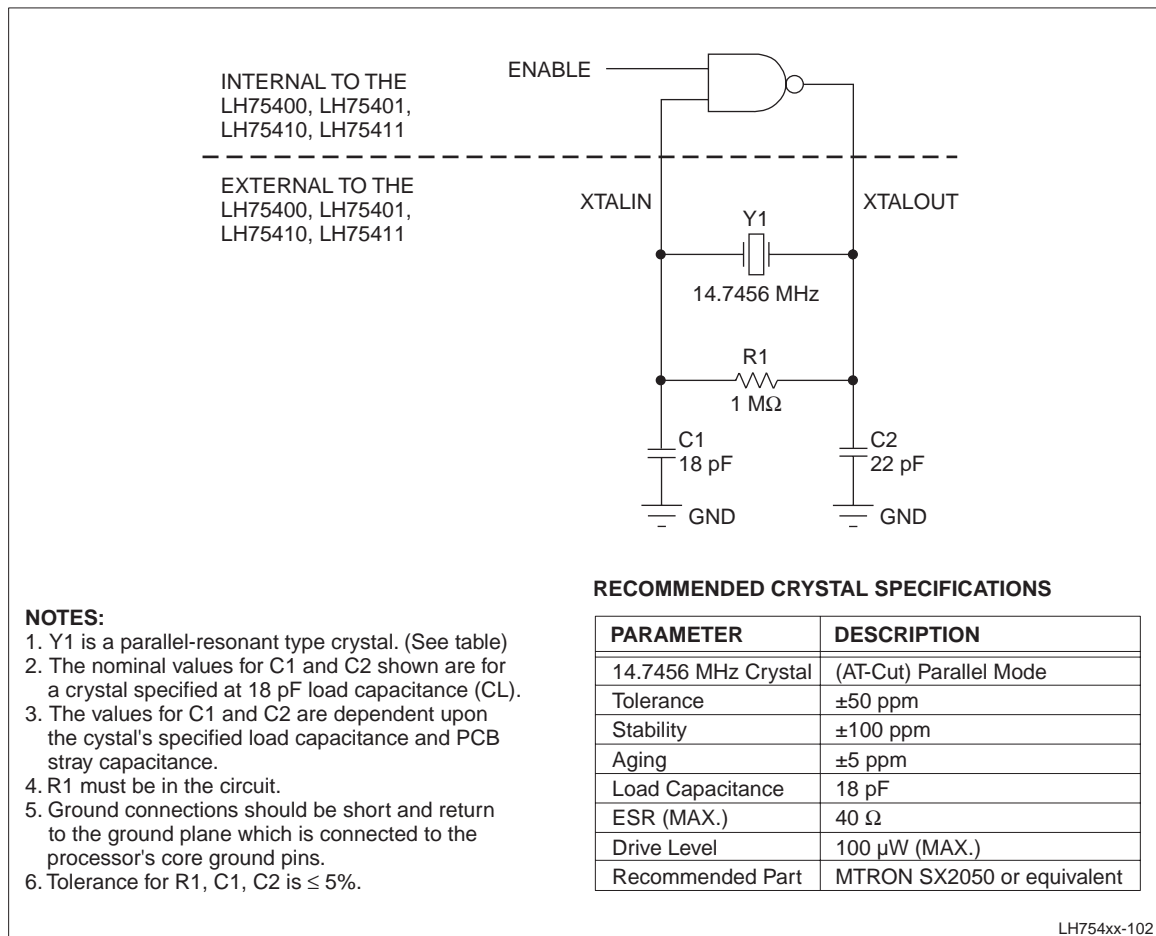 INTERNAL TO THE
LH75400, LH75401,
LH75410, LH75411
ENABLE
EXTERNAL TO THE
LH75400, LH75401,
LH75410, LH75411
XTALIN
XTALOUT
Y1
14.7456 MHz
R1
1 MΩ
C1
18 pF
C2
22 pF
GND
GND
NOTES:
1. Y1 is a parallel-resonant type crystal. (See table)
2. The nominal values for C1 and C2 shown are for
a crystal specified at 18 pF load capacitance (CL).
3. The values for C1 and C2 are dependent upon
the cystal's specified load capacitance and PCB
stray capacitance.
4. R1 must be in the circuit.
5. Ground connections should be short and return
to the ground plane which is connected to the
processor's core ground pins.
6. Tolerance for R1, C1, C2 is ≤ 5%.
RECOMMENDED CRYSTAL SPECIFICATIONS
PARAMETER DESCRIPTION
14.7456 MHz Crystal (AT-Cut) Parallel Mode
Tolerance ±50 ppm
Stability ±100 ppm
Aging ±5 ppm
Load Capacitance 18 pF
ESR (MAX.) 40 Ω
Drive Level 100 µW (MAX.)
Recommended Part MTRON SX2050 or equivalent
LH754xx-102